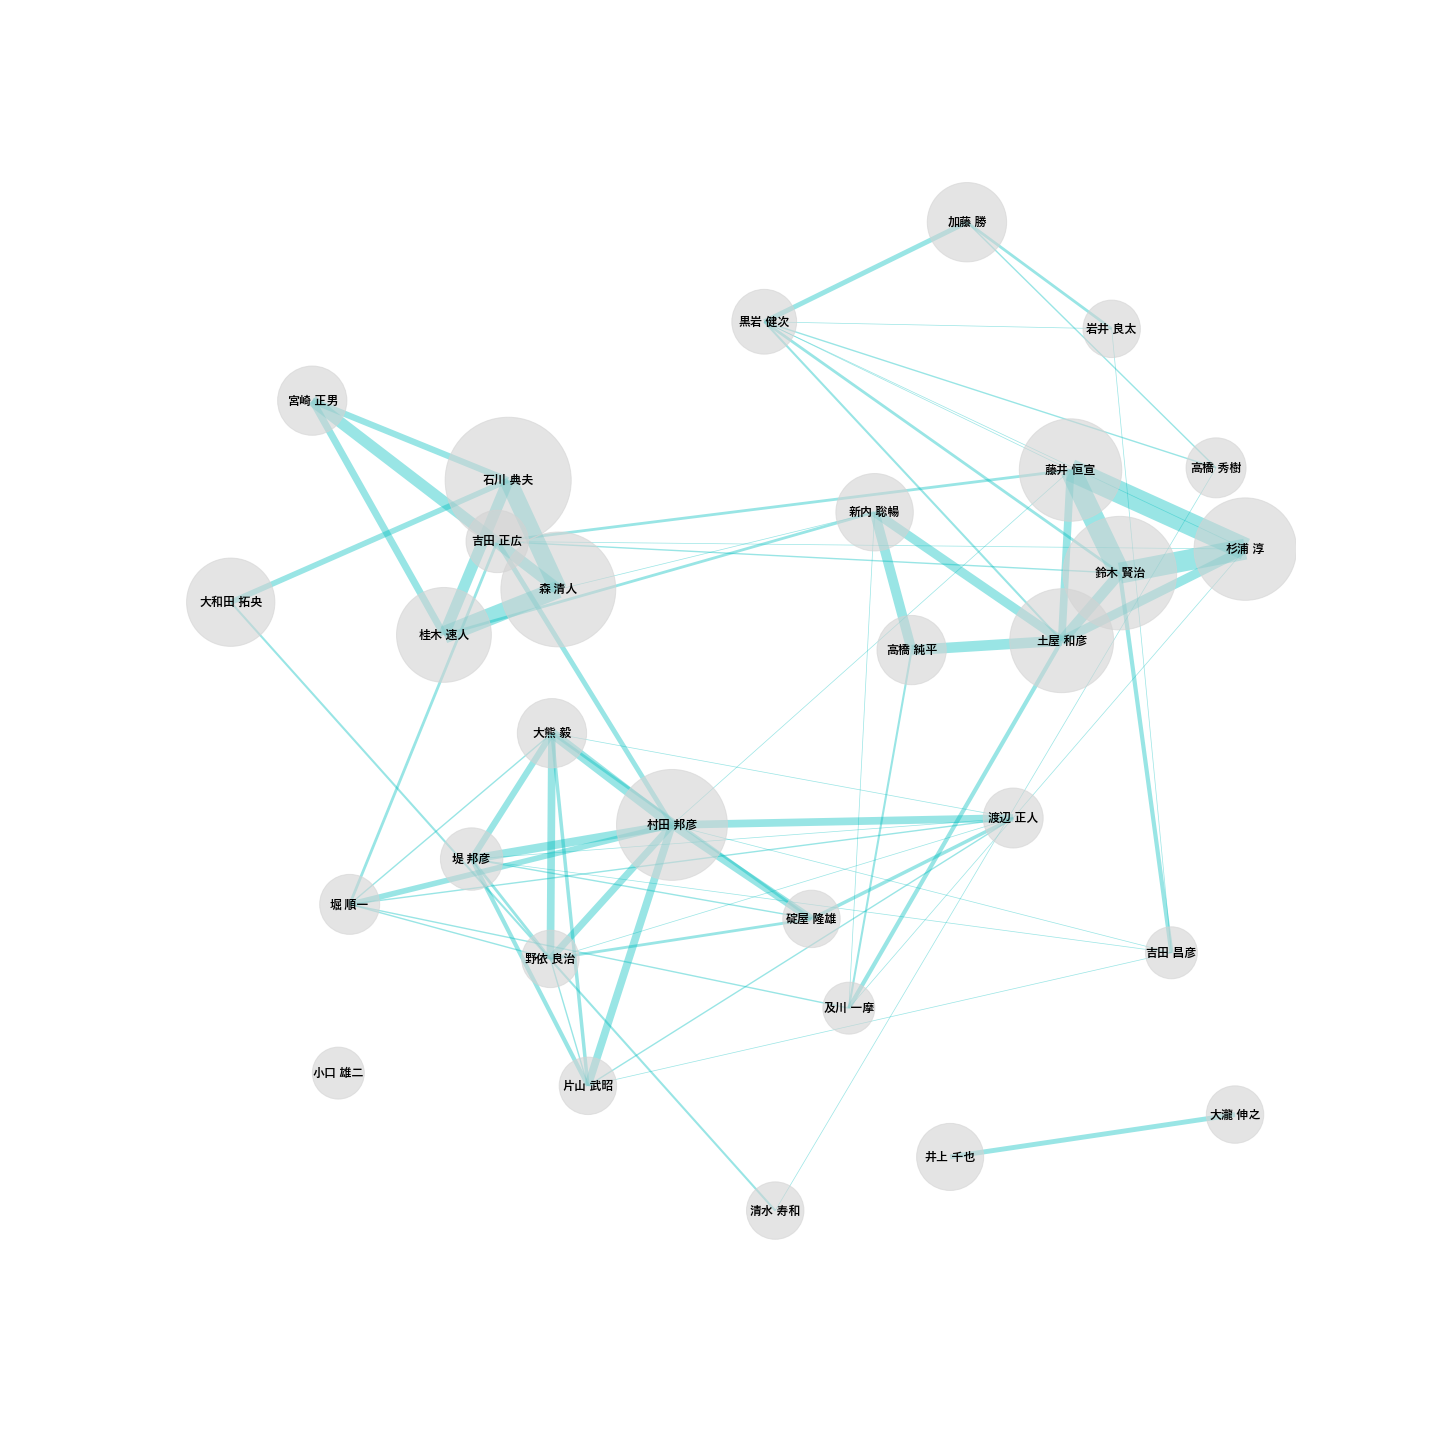 加藤 勝
黒岩 健次
岩井 良太
宮崎 正男
高橋 秀樹
藤井 恒宣
石川 典夫
新内 聡暢
吉田 正広
杉浦 淳
鈴木 賢治
森 清人
大和田 拓央
桂木 速人
土屋 和彦
高橋 純平
大熊 毅
渡辺 正人
村田 邦彦
堤 邦彦
堀 順一
碇屋 隆雄
吉田 昌彦
野依 良治
及川 一摩
小口 雄二
片山 武昭
大瀧 伸之
井上 千也
清水 寿和